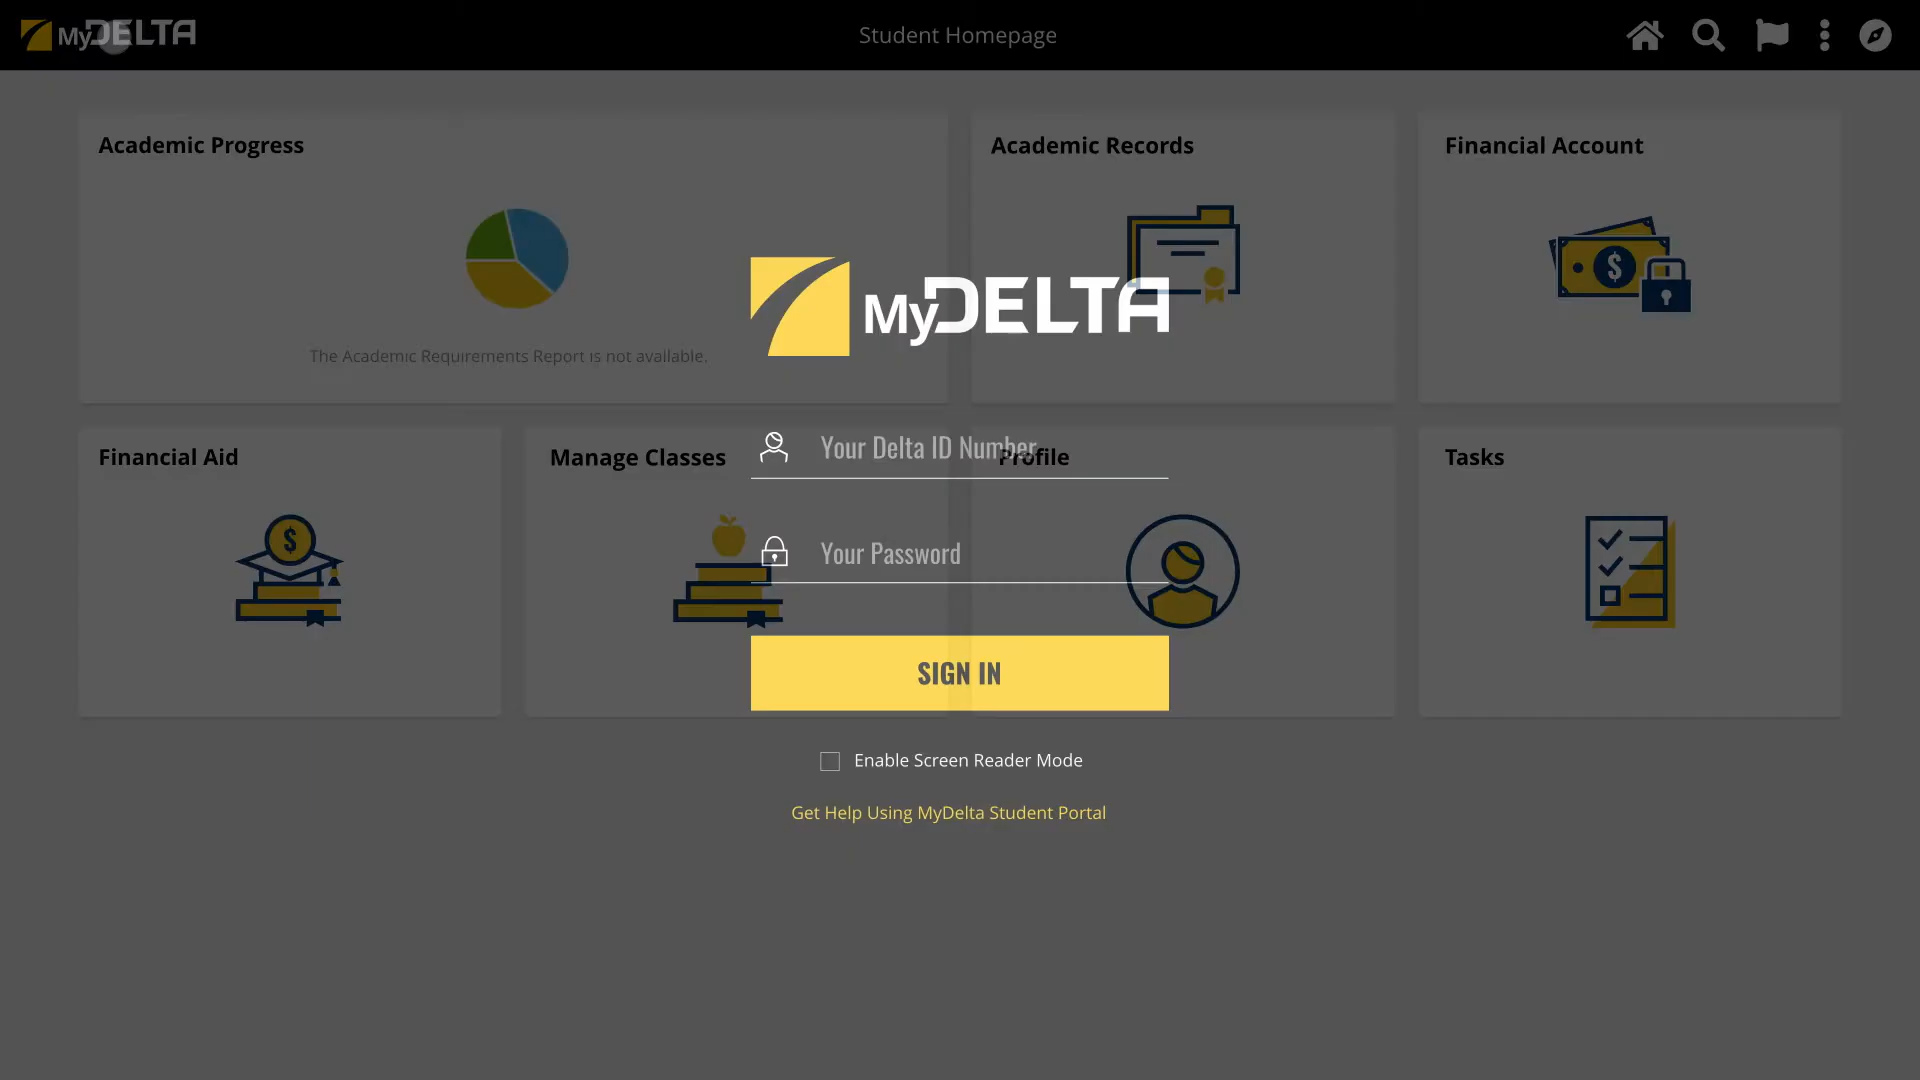 MyDELTA
Student Homepage
Academic Progress
Academic Records
Financial Account
$
MyDELTA
The Academic Requirements Report is not available.
Financial Aid
Manage Classes
Your Delta ID Number
Profile
Tasks
$
Your Password
SIGN IN
Enable Screen Reader Mode
Get Help Using MyDelta Student Portal